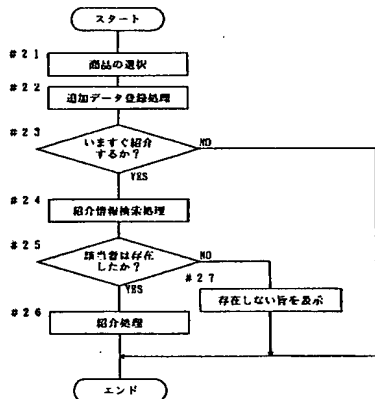 スタート
#21
商品の選択
#22
追加データ登録処理
#23
いますぐ紹介
するか?
NO
YES
#24
紹介情報検索処理
#25
該当者は存在
したか?
NO
YES
#27
存在しない旨を表示
#26
紹介処理
エンド